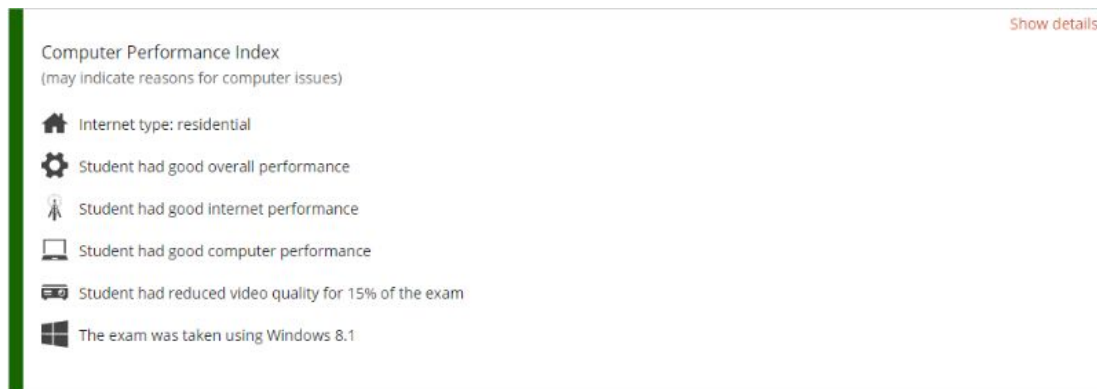 Show details
Computer Performance Index
(may indicate reasons for computer issues)
Internet type: residential
Student had good overall performance
Student had good internet performance
Student had good computer performance
Student had reduced video quality for 15% of the exam
The exam was taken using Windows 8.1